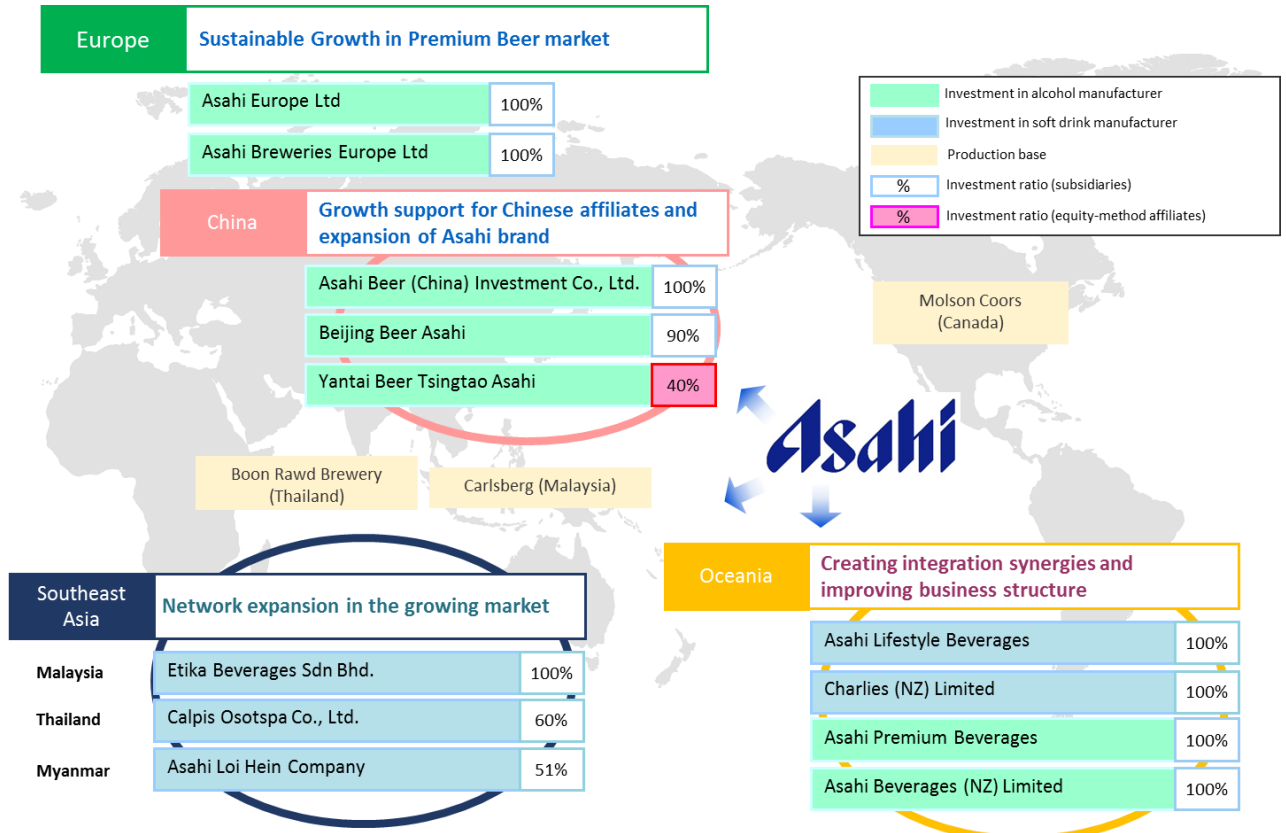 Europe
Sustainable Growth in Premium Beer market
Asahi Europe Ltd
100%
Asahi Breweries Europe Ltd
100%
Investment in alcohol manufacturer
Investment in soft drink manufacturer
Production base
% Investment ratio (subsidiaries)
% Investment ratio (equity-method affiliates)
China
Growth support for Chinese affiliates and
expansion of Asahi brand
Asahi Beer (China) Investment Co., Ltd.
100%
Beijing Beer Asahi
90%
Yantai Beer Tsingtao Asahi
40%
Molson Coors
(Canada)
Asahi
Boon Rawd Brewery
(Thailand)
Carlsberg (Malaysia)
Southeast
Asia
Network expansion in the growing market
Malaysia
Etika Beverages Sdn Bhd.
100%
Thailand
Calpis Osotspa Co., Ltd.
60%
Myanmar
Asahi Loi Hein Company
51%
Oceania
Creating integration synergies and
improving business structure
Asahi Lifestyle Beverages
100%
Charlies (NZ) Limited
100%
Asahi Premium Beverages
100%
Asahi Beverages (NZ) Limited
100%